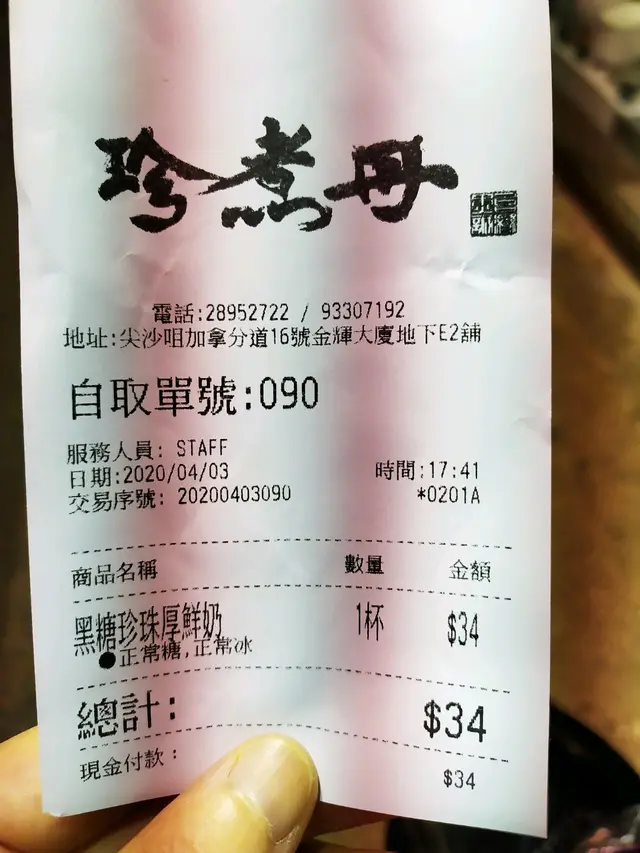 珍煮丹
電話:28952722 / 93307192
地址:尖沙咀加拿分道16號金輝大廈地下E2舖
自取單號:090
服務人員: STAFF
日期:2020/04/03 時間:17:41
交易序號: 20200403090 *0201A
商品名稱 數量 金額
黑糖珍珠厚鮮奶 1杯 $34
●正常糖,正常冰
總計: $34
現金付款: $34